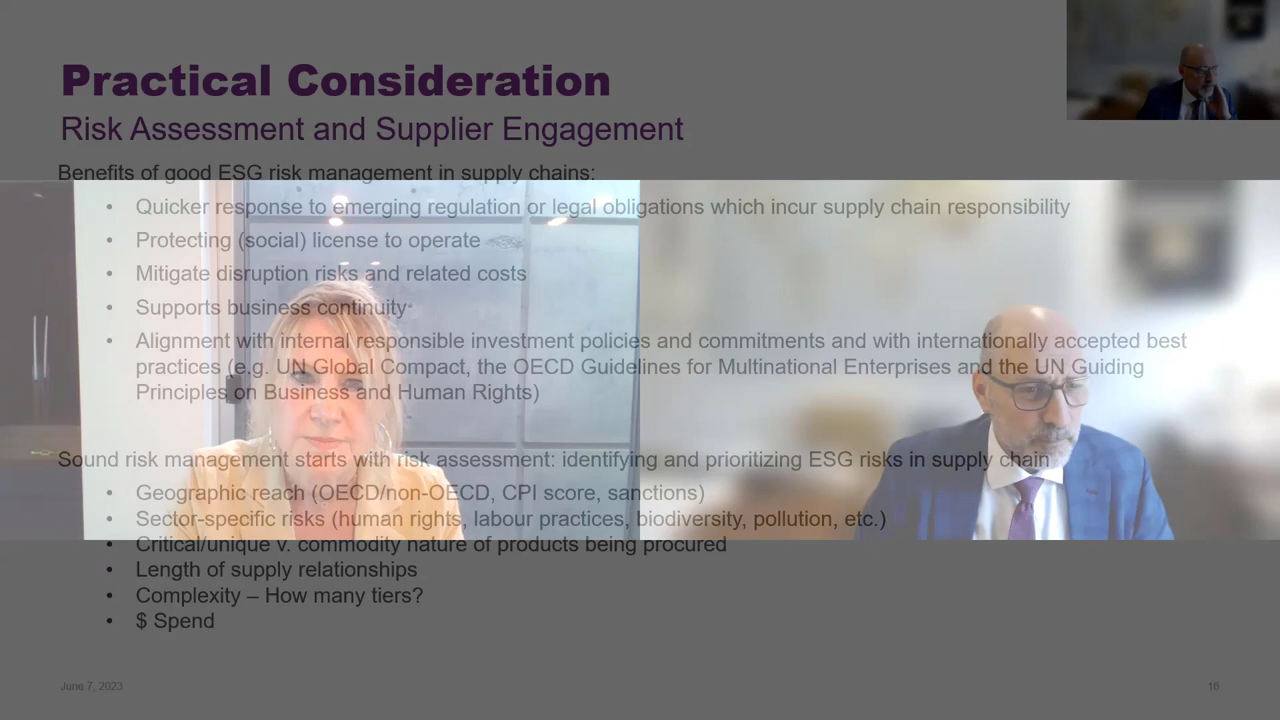 Practical Consideration
Risk Assessment and Supplier Engagement
Benefits of good ESG risk management in supply chains:
• Quicker response to emerging regulation or legal obligations which incur supply chain responsibility
• Protecting (social) license to operate
• Mitigate disruption risks and related costs
• Supports business continuity
• Alignment with internal responsible investment policies and commitments and with internationally accepted best
practices (e.g. UN Global Compact, the OECD Guidelines for Multinational Enterprises and the UN Guiding
Principles on Business and Human Rights)
Sound risk management starts with risk assessment: identifying and prioritizing ESG risks in supply chain
• Geographic reach (OECD/non-OECD, CPI score, sanctions)
• Sector-specific risks (human rights, labour practices, biodiversity, pollution, etc.)
• Critical/unique v. commodity nature of products being procured
• Length of supply relationships
• Complexity – How many tiers?
• $ Spend
June 7, 2023
16